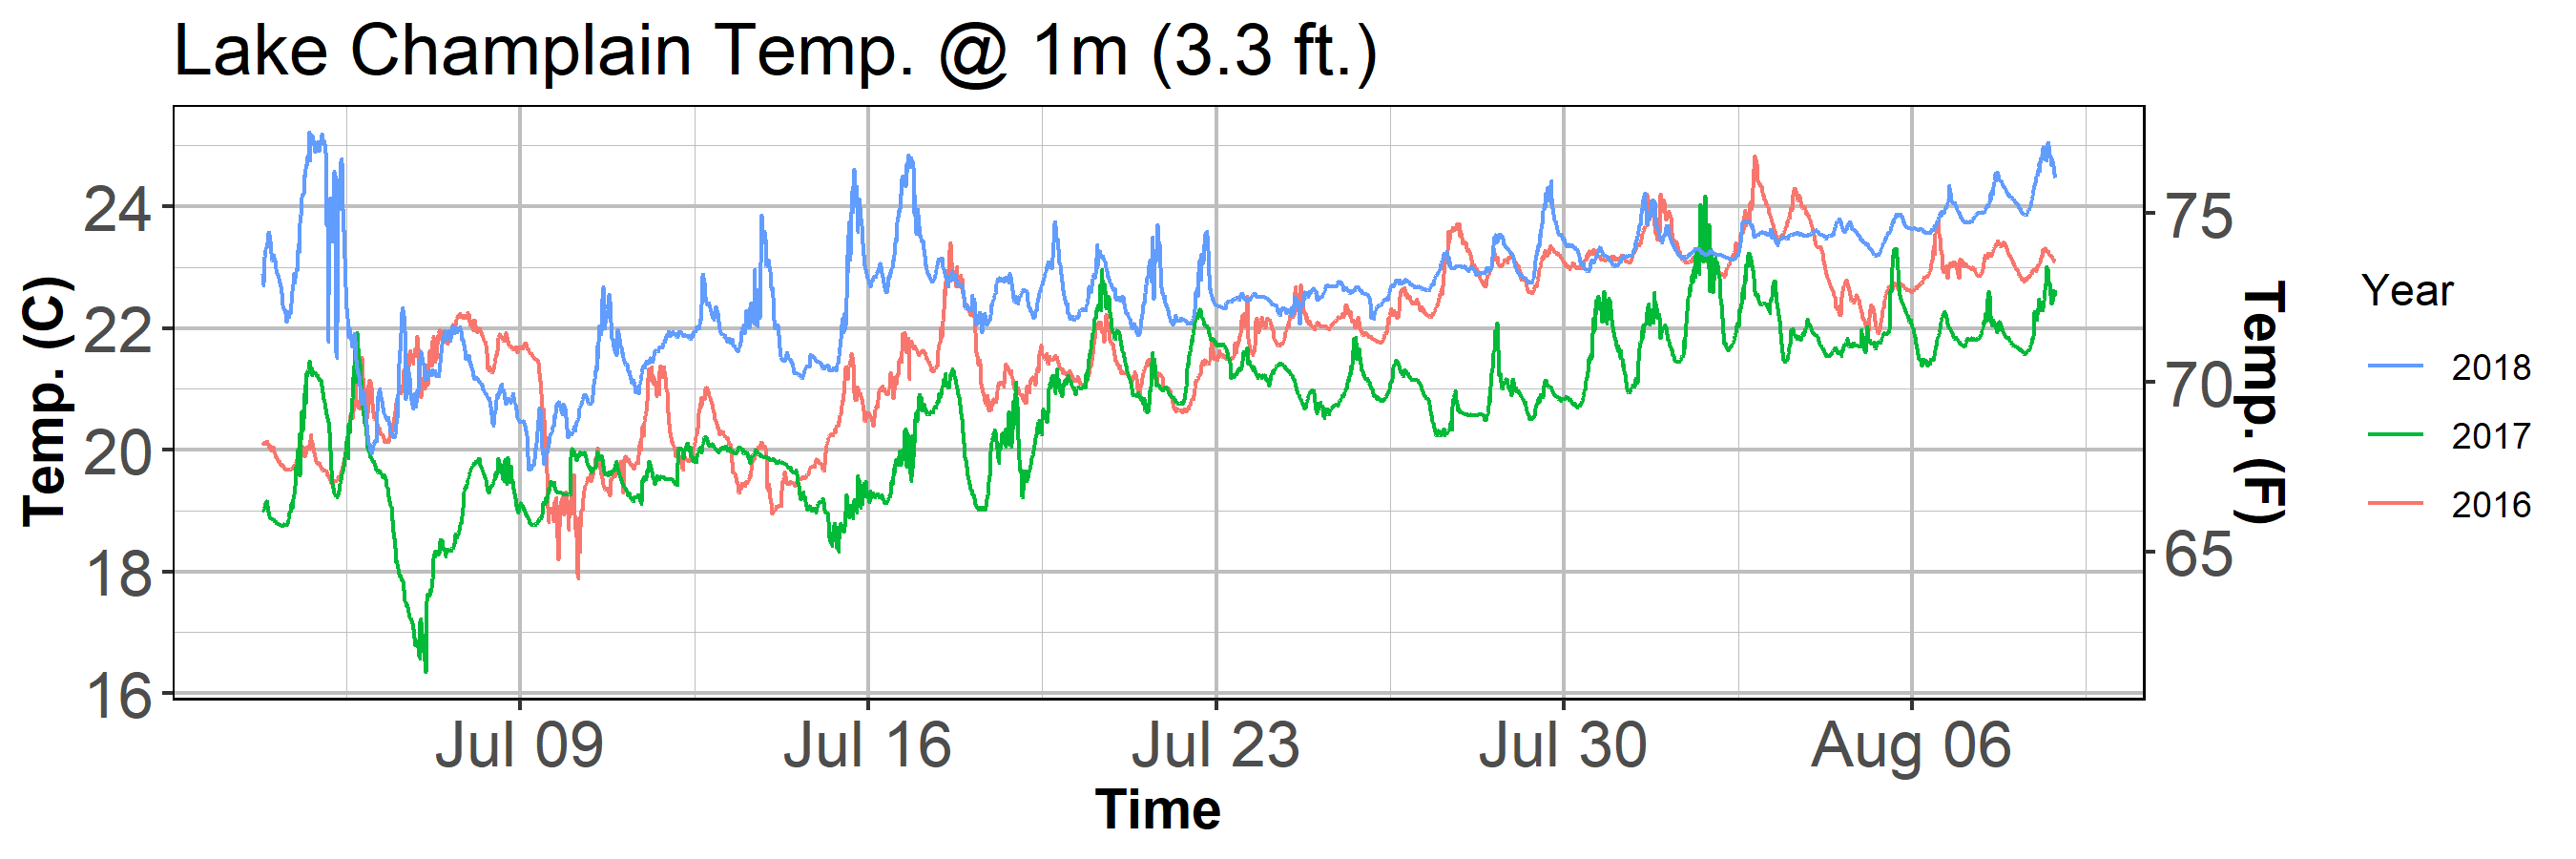 Lake Champlain Temp. @ 1m (3.3 ft.)
Temp. (C)
24
22
20
18
16
75
70
65
Temp. (F)
Jul 09
Jul 16
Jul 23
Jul 30
Aug 06
Time
Year
2018
2017
2016